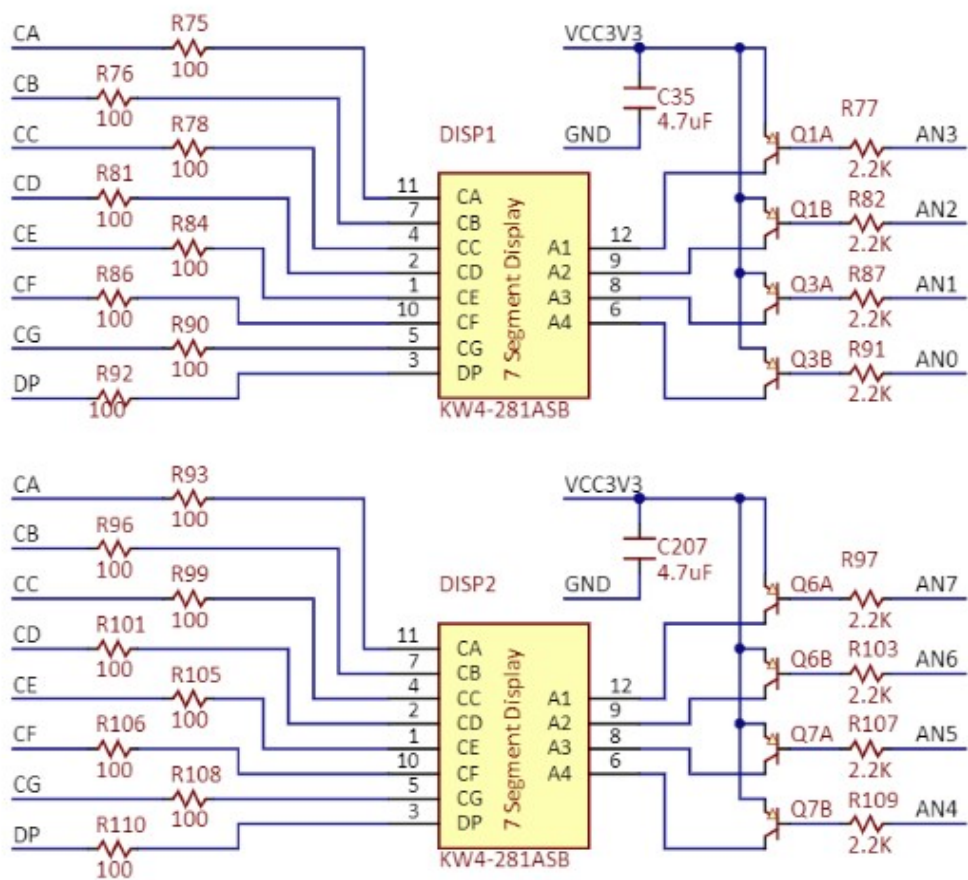 CA R75 100 VCC3V3
CB R76 100 C35 4.7uF R77
CC R78 100 DISP1 GND Q1A 2.2K AN3
CD R81 100 11 CA Q1B R82 2.2K AN2
CE R84 100 7 CB 12 A1
CF R86 100 4 CC 9 A2 Q3A R87 2.2K AN1
CG R90 100 2 CD 8 A3
DP R92 100 1 CE 6 A4 Q3B R91 2.2K AN0
10 CF
5 CG
3 DP
7 Segment Display
KW4-281ASB
CA R93 100 VCC3V3
CB R96 100 C207 4.7uF R97
CC R99 100 DISP2 GND Q6A 2.2K AN7
CD R101 100 11 CA Q6B R103 2.2K AN6
CE R105 100 7 CB 12 A1
CF R106 100 4 CC 9 A2 Q7A R107 2.2K AN5
CG R108 100 2 CD 8 A3
DP R110 100 1 CE 6 A4 Q7B R109 2.2K AN4
10 CF
5 CG
3 DP
7 Segment Display
KW4-281ASB